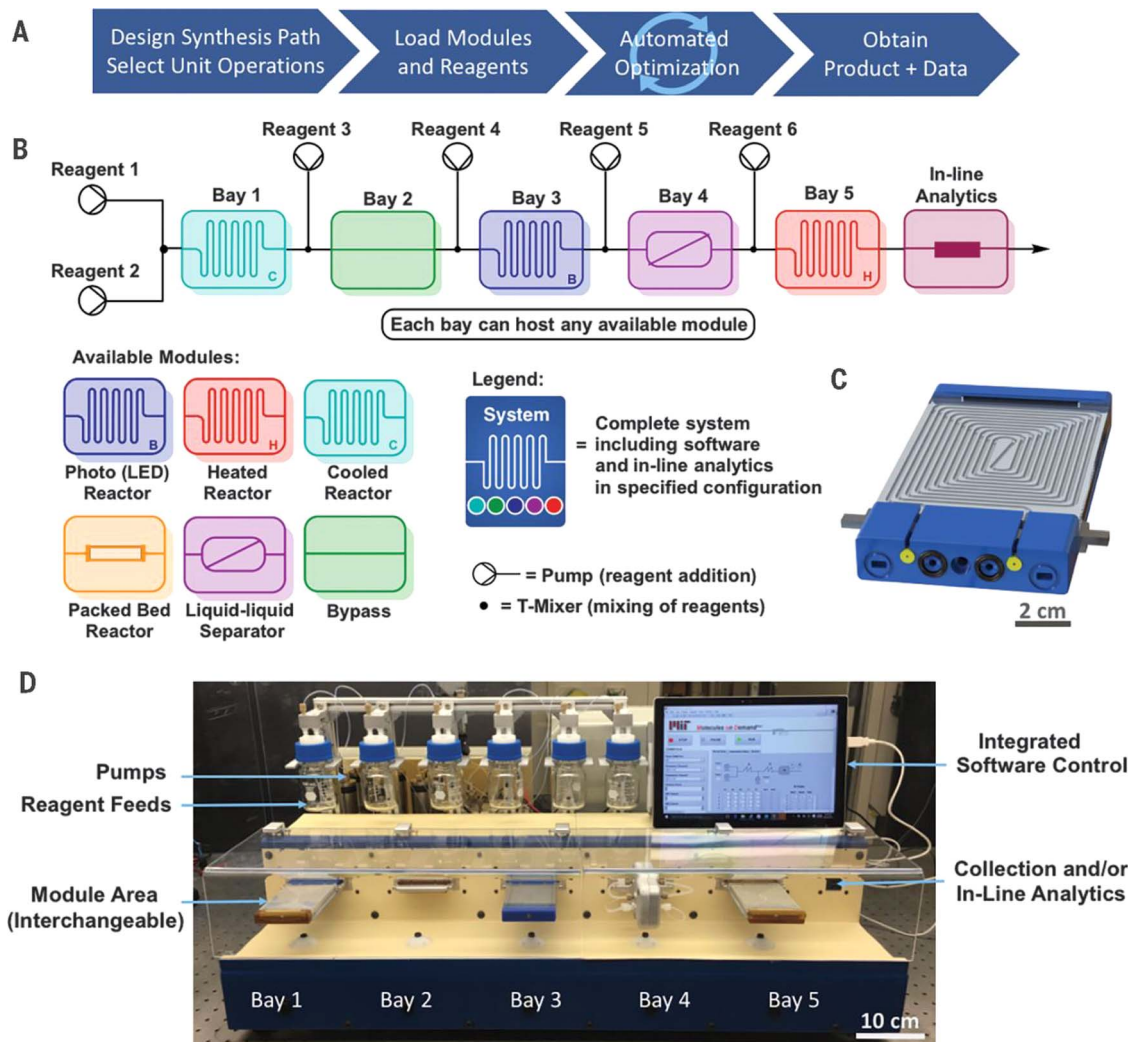 A
Design Synthesis Path
Select Unit Operations
Load Modules
and Reagents
Automated
Optimization
Obtain
Product + Data
B
Reagent 1
Reagent 2
Reagent 3
Reagent 4
Reagent 5
Reagent 6
Bay 1
C
Bay 2
Bay 3
B
Bay 4
Bay 5
H
In-line
Analytics
Each bay can host any available module
Available Modules:
B
Photo (LED)
Reactor
H
Heated
Reactor
C
Cooled
Reactor
Packed Bed
Reactor
Liquid-liquid
Separator
Bypass
Legend:
System
= Complete system
including software
and in-line analytics
in specified configuration
= Pump (reagent addition)
= T-Mixer (mixing of reagents)
C
2 cm
D
Pumps
Reagent Feeds
Module Area
(Interchangeable)
Integrated
Software Control
Collection and/or
In-Line Analytics
MIT Molecules on Demand
Bay 1
Bay 2
Bay 3
Bay 4
Bay 5
10 cm